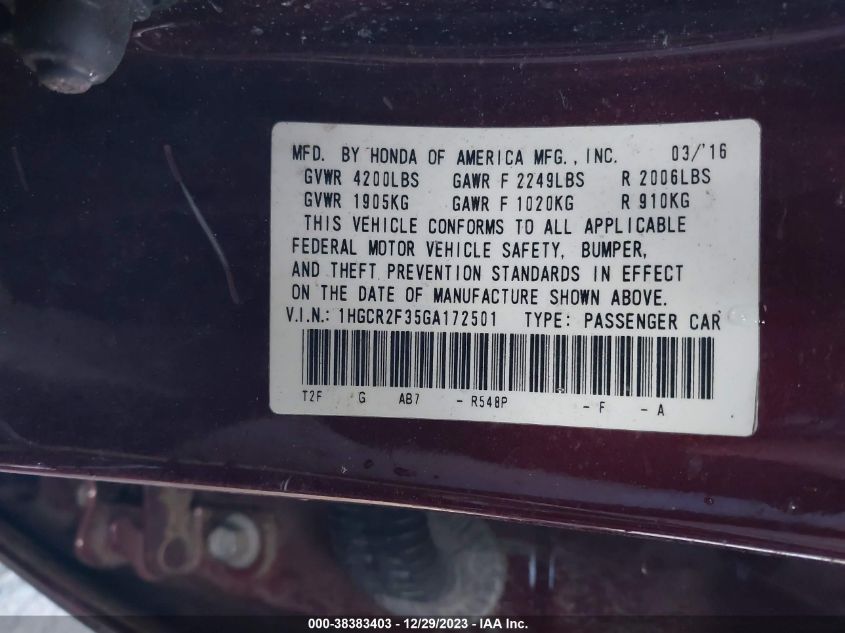 MFD. BY HONDA OF AMERICA MFG., INC. 03/'16
GVWR 4200LBS GAWR F 2249LBS R 2006LBS
GVWR 1905KG GAWR F 1020KG R 910KG
THIS VEHICLE CONFORMS TO ALL APPLICABLE
FEDERAL MOTOR VEHICLE SAFETY, BUMPER,
AND THEFT PREVENTION STANDARDS IN EFFECT
ON THE DATE OF MANUFACTURE SHOWN ABOVE.
V.I.N.: 1HGCR2F35GA172501 TYPE: PASSENGER CAR
T2F G AB7 - R548P - F - A
000-38383403 - 12/29/2023 - IAA Inc.